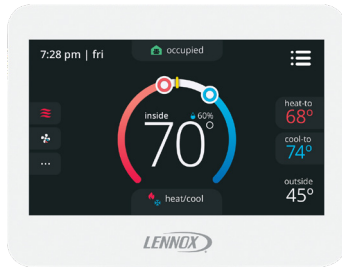 7:28 pm | fri
occupied
inside
60%
70°
heat-to
68°
cool-to
74°
outside
45°
...
heat/cool
LENNOX